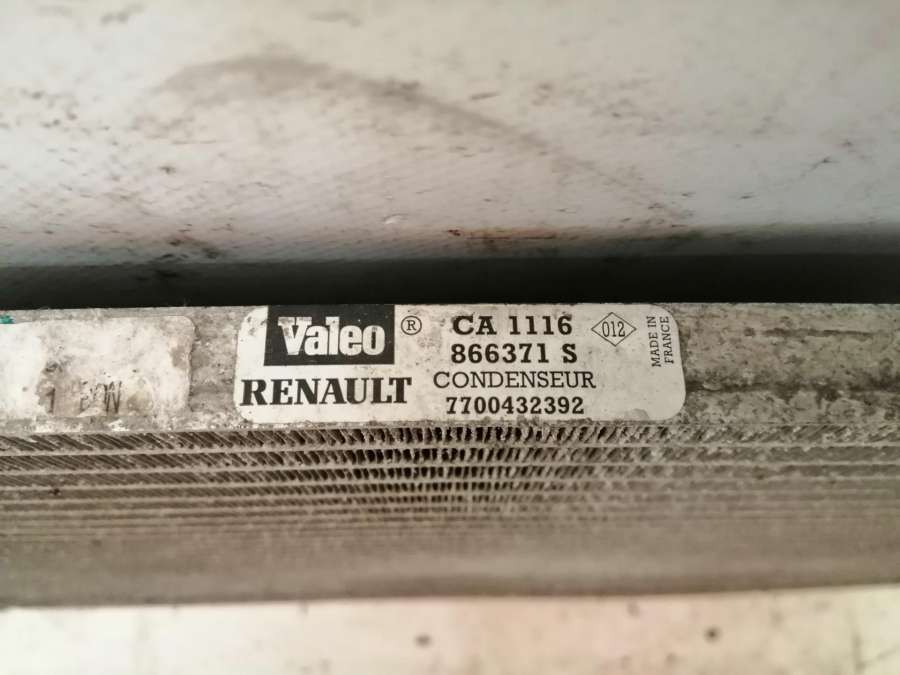 Valeo ® CA 1116 012
866371 S
RENAULT CONDENSEUR
7700432392
MADE IN
FRANCE